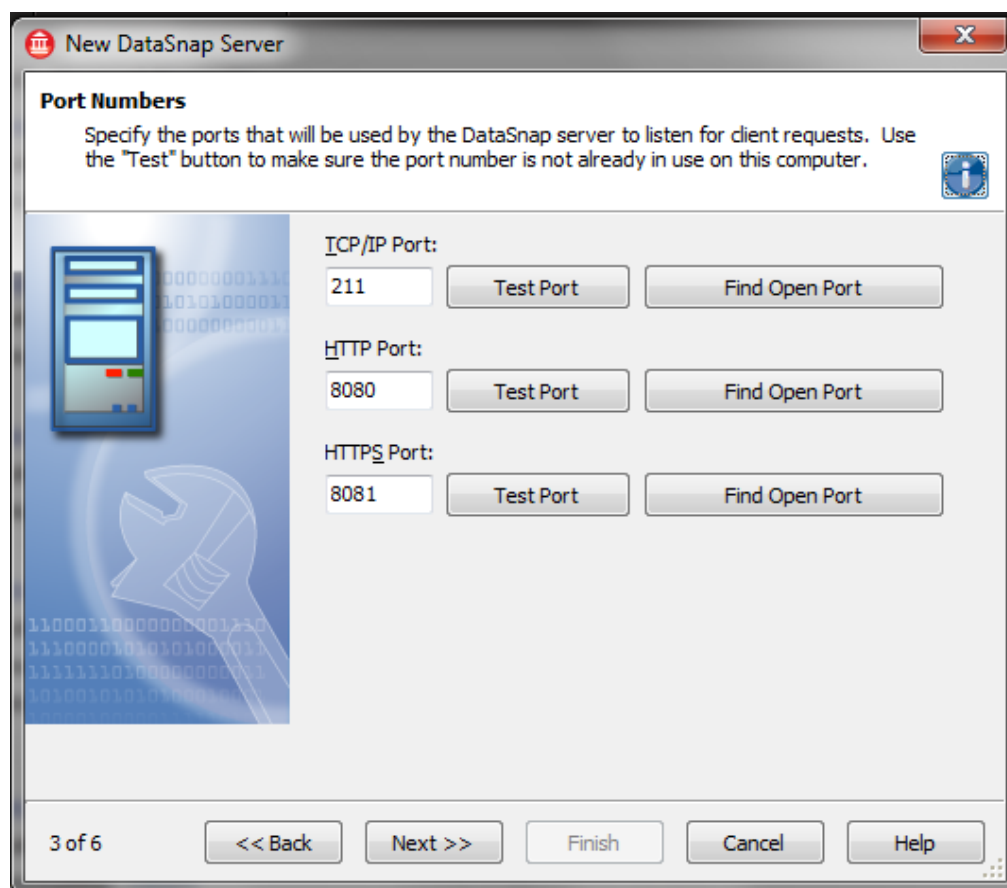 New DataSnap Server
Port Numbers
Specify the ports that will be used by the DataSnap server to listen for client requests.  Use
the "Test" button to make sure the port number is not already in use on this computer.
TCP/IP Port:
211 Test Port Find Open Port
HTTP Port:
8080 Test Port Find Open Port
HTTPS Port:
8081 Test Port Find Open Port
3 of 6 << Back Next >> Finish Cancel Help